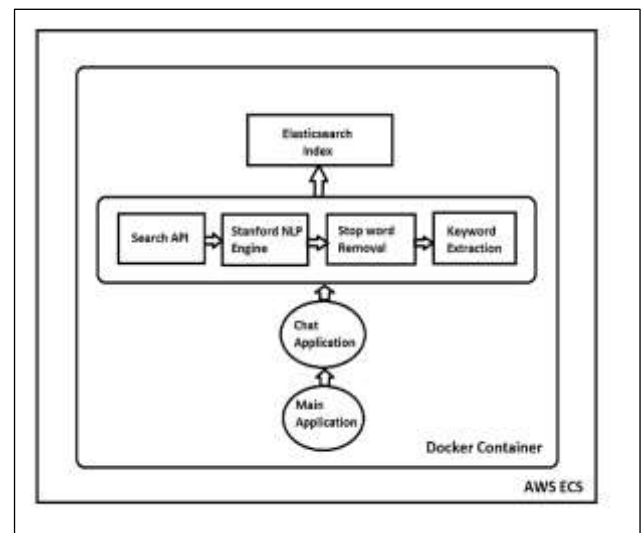 Elasticsearch
Index
Search API
Stanford NLP
Engine
Stop word
Removal
Keyword
Extraction
Chat
Application
Main
Application
Docker Container
AWS ECS